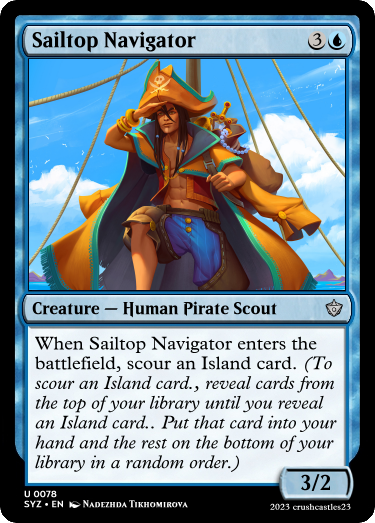 Sailtop Navigator 3
Creature — Human Pirate Scout
When Sailtop Navigator enters the
battlefield, scour an Island card. (To
scour an Island card., reveal cards from
the top of your library until you reveal
an Island card.. Put that card into your
hand and the rest on the bottom of your
library in a random order.)
3/2
U 0078
SYZ • EN Nadezhda Tikhomirova
2023 crushcastles23